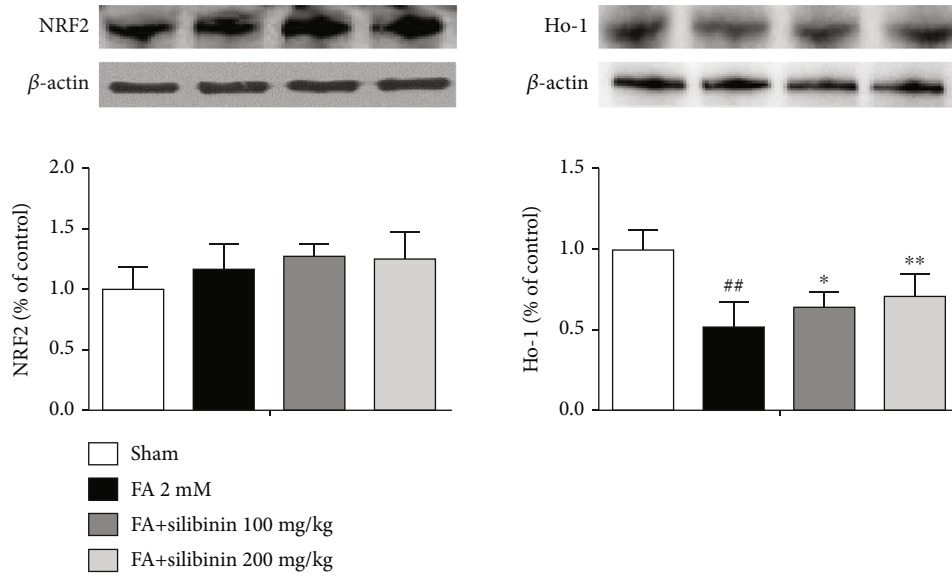 NRF2
β-actin
2.0
1.5
1.0
0.5
0.0
NRF2 (% of control)
Sham
FA 2 mM
FA+silibinin 100 mg/kg
FA+silibinin 200 mg/kg
Ho-1
β-actin
1.5
1.0
0.5
0.0
Ho-1 (% of control)
##
*
**